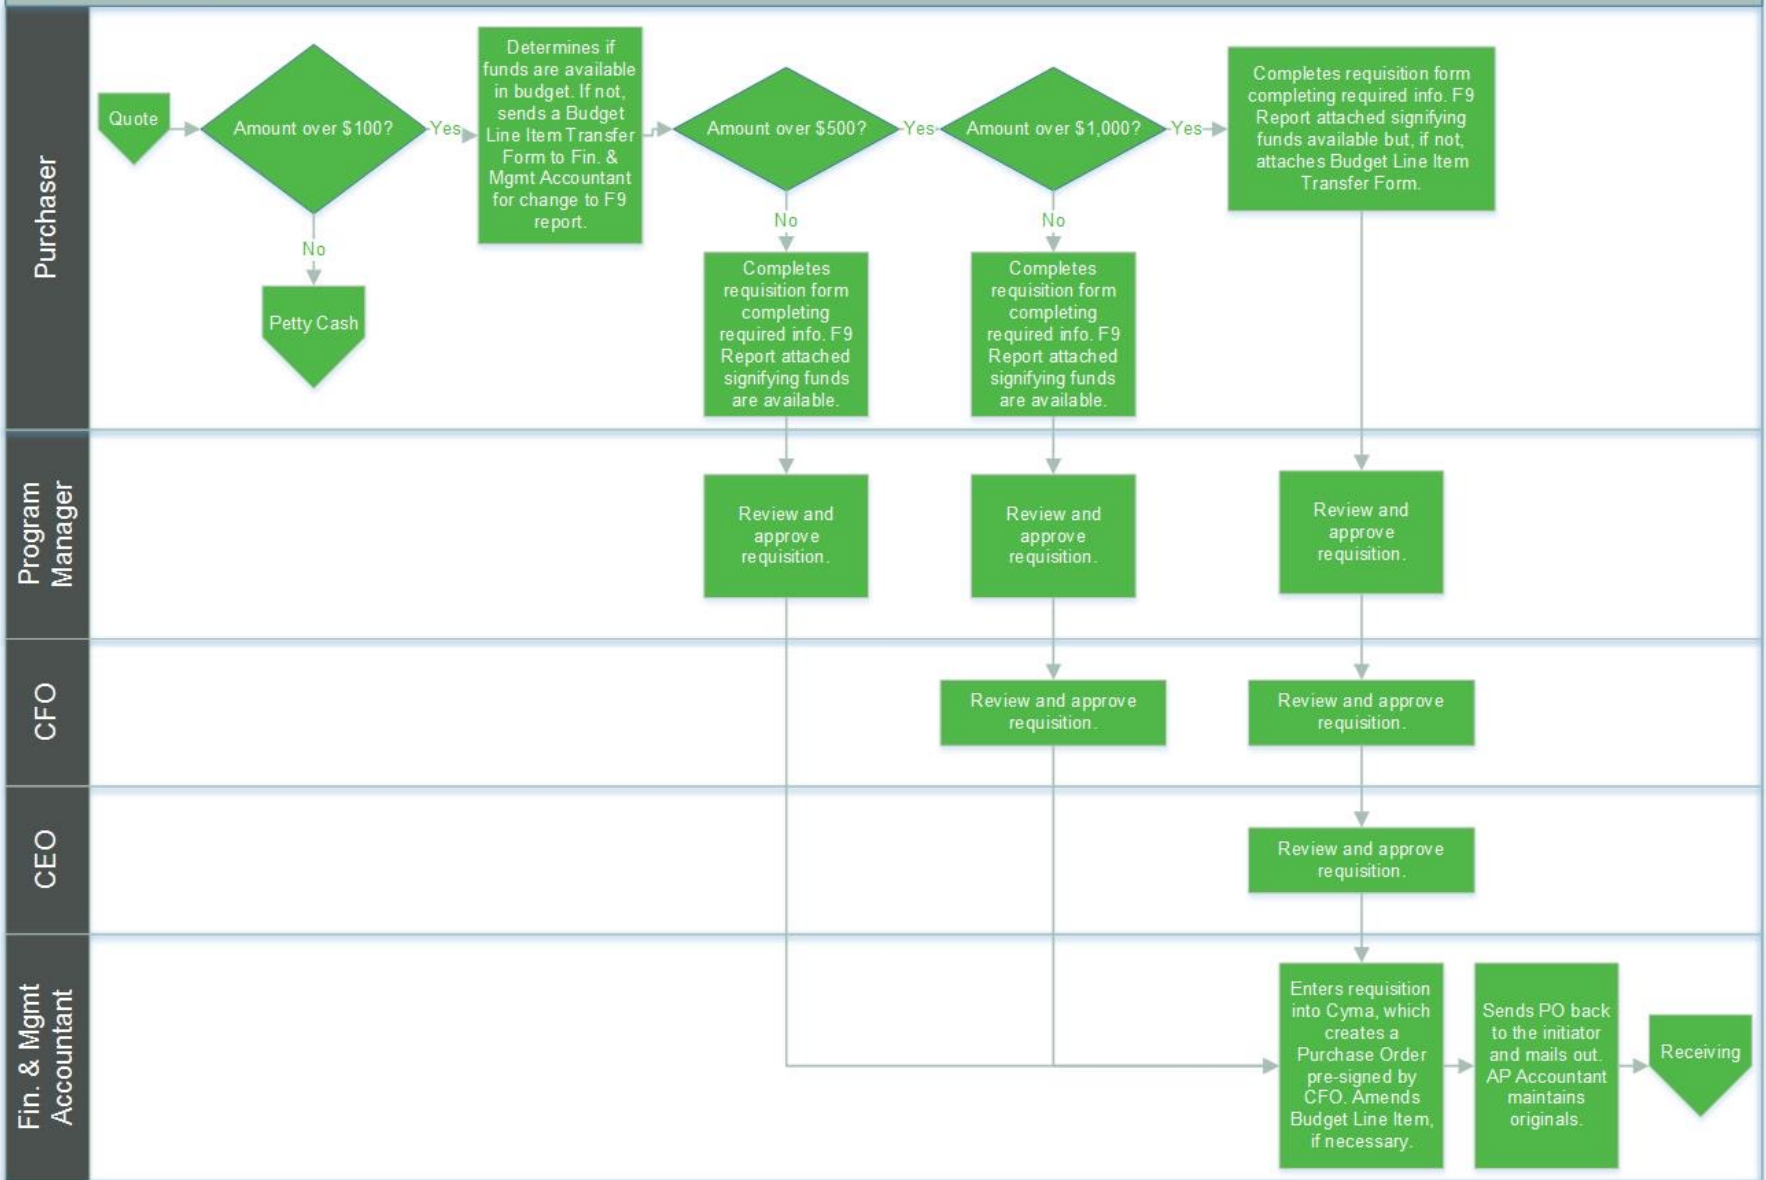 Purchaser
Quote
Amount over $100?
Yes
No
Petty Cash
Determines if
funds are available
in budget. If not,
sends a Budget
Line Item Transfer
Form to Fin. &
Mgmt Accountant
for change to F9
report.
Amount over $500?
Yes
No
Completes
requisition form
completing
required info. F9
Report attached
signifying funds
are available.
Amount over $1,000?
Yes
No
Completes
requisition form
completing
required info. F9
Report attached
signifying funds
are available.
Completes requisition form
completing required info. F9
Report attached signifying
funds available but, if not,
attaches Budget Line Item
Transfer Form.
Program
Manager
Review and
approve
requisition.
Review and
approve
requisition.
Review and
approve
requisition.
CFO
Review and approve
requisition.
Review and approve
requisition.
CEO
Review and approve
requisition.
Fin. & Mgmt
Accountant
Enters requisition
into Cyma, which
creates a
Purchase Order
pre-signed by
CFO. Amends
Budget Line Item,
if necessary.
Sends PO back
to the initiator
and mails out.
AP Accountant
maintains
originals.
Receiving